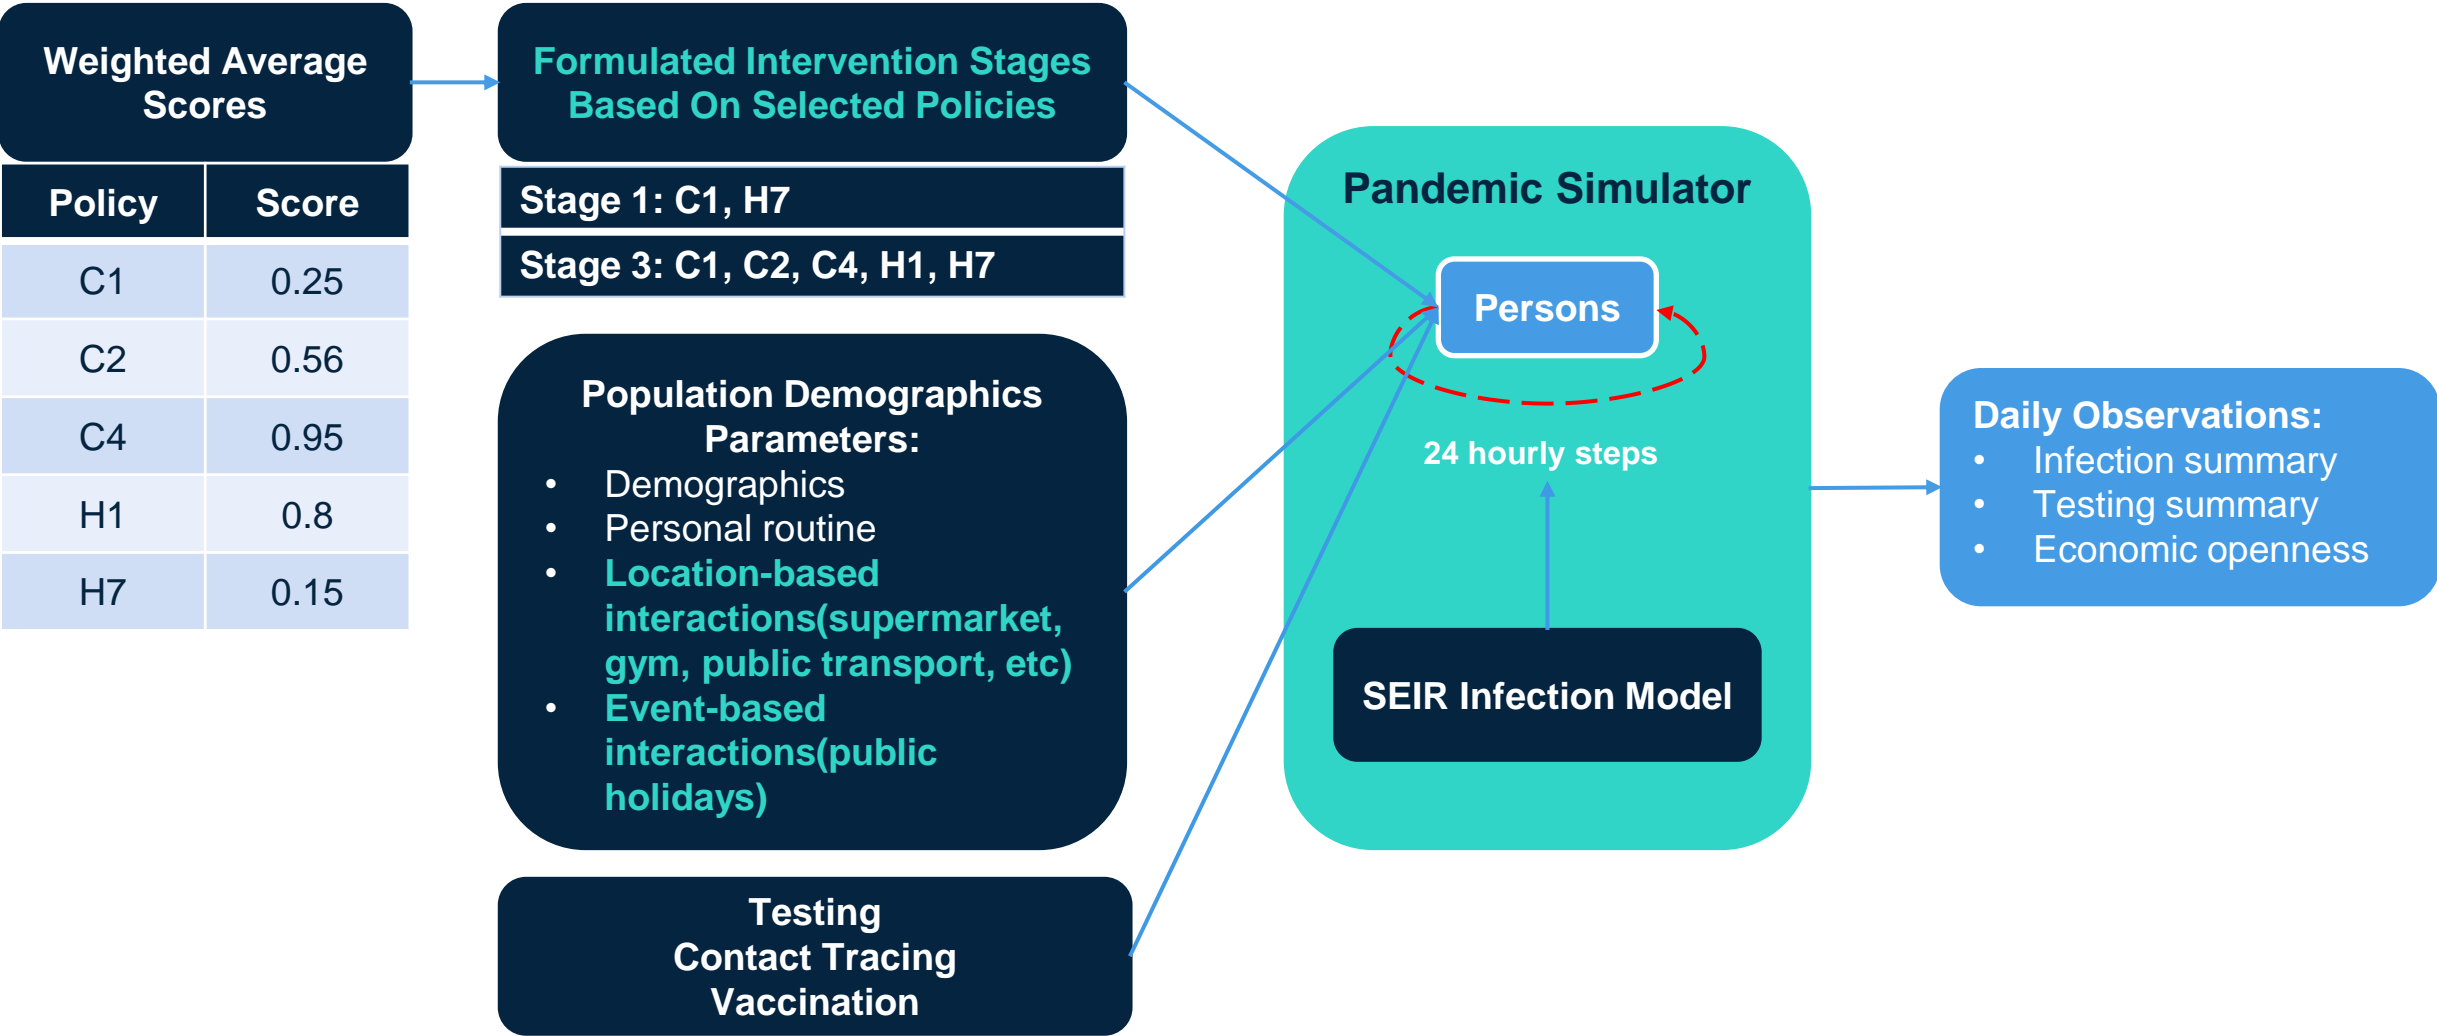 Weighted Average
Scores
Policy Score
C1 0.25
C2 0.56
C4 0.95
H1 0.8
H7 0.15
Formulated Intervention Stages
Based On Selected Policies
Stage 1: C1, H7
Stage 3: C1, C2, C4, H1, H7
Population Demographics
Parameters:
• Demographics
• Personal routine
• Location-based
interactions(supermarket,
gym, public transport, etc)
• Event-based
interactions(public
holidays)
Testing
Contact Tracing
Vaccination
Pandemic Simulator
Persons
24 hourly steps
SEIR Infection Model
Daily Observations:
• Infection summary
• Testing summary
• Economic openness